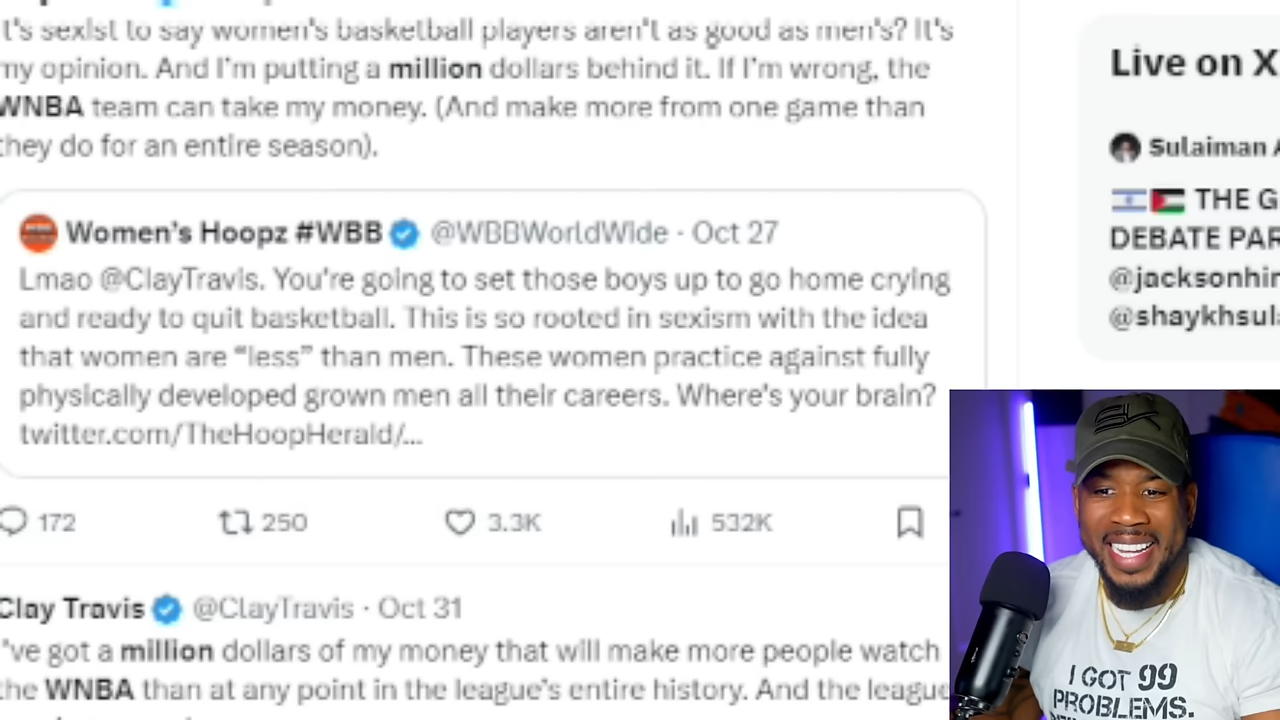 t's sexist to say women's basketball players aren't as good as men's? It's
my opinion. And I'm putting a million dollars behind it. If I'm wrong, the
WNBA team can take my money. (And make more from one game than
they do for an entire season).
Women's Hoopz #WBB @WBBWorldWide · Oct 27
Lmao @ClayTravis. You're going to set those boys up to go home crying
and ready to quit basketball. This is so rooted in sexism with the idea
that women are “less” than men. These women practice against fully
physically developed grown men all their careers. Where's your brain?
twitter.com/TheHoopHerald/...
172 250 3.3K 532K
Clay Travis @ClayTravis · Oct 31
've got a million dollars of my money that will make more people watch
the WNBA than at any point in the league's entire history. And the league
Live on X
Sulaiman A
THE G
DEBATE PAR
@jacksonhin
@shaykhsul
I GOT 99
PROBLEMS.